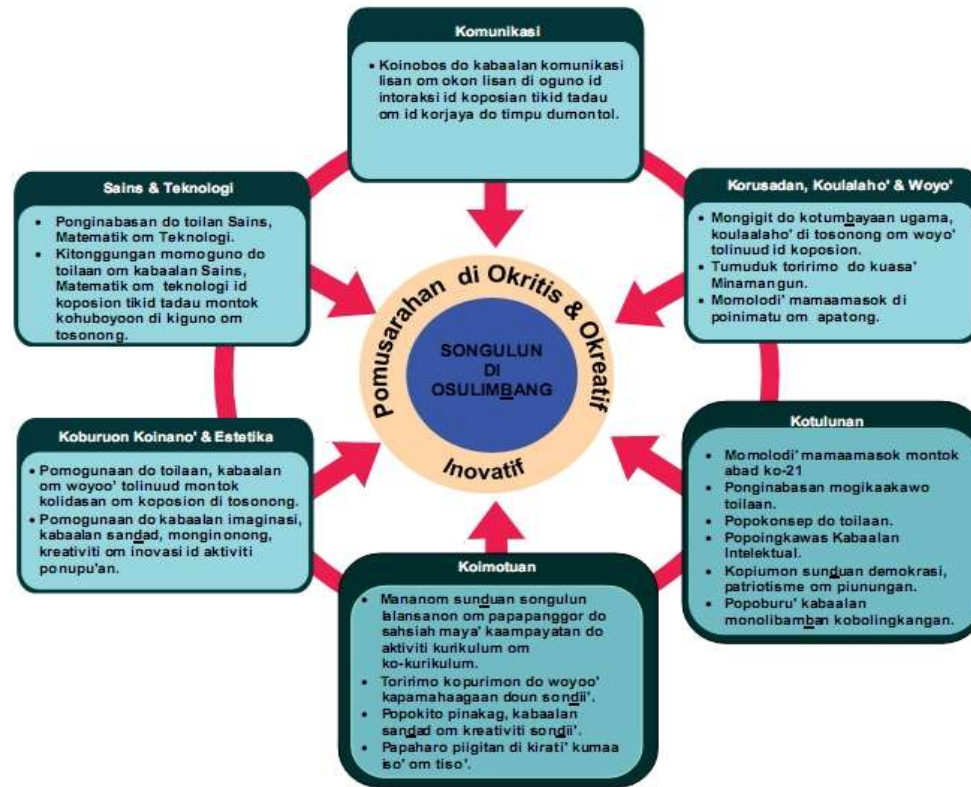 Komunikasi
• Koinobos do kabaalan komunikasi
lisan om okon lisan di oguno id
intoraksi id koposian tikid tadau
om id korjaya do timpu dumontol.
Sains & Teknologi
• Ponginabasan do toilan Sains,
Matematik om Teknologi.
• Kitonggungan momoguno do
toilaan om kabaalan Sains,
Matematik om teknologi id
koposion tikid tadau montok
kohuboyoon di kiguno om
tosonong.
Korusadan, Koulalaho' & Woyo'
• Mongigit do kotumbayaan ugama,
koulaalaho' di tosonong om woyo'
tolinuud id koposion.
• Tumuduk toririmo do kuasa'
Minamangun.
• Momolodi' mamaamasok di
poinimatu om apatong.
Pomusarahan di Okritis & Okreatif
Inovatif
SONGULUN
DI
OSULIMBANG
Koburuon Koinano' & Estetika
• Pomogunaan do toilaan, kabaalan
om woyoo' tolinuud montok
kolidasan om koposion di tosonong.
• Pomogunaan do kabaalan imaginasi,
kabaalan sandad, monginonong,
kreativiti om inovasi id aktiviti
ponupu'an.
Kotulunan
• Momolodi' mamaamasok montok
abad ko-21
• Ponginabasan mogikaakawo
toilaan.
• Popokonsep do toilaan.
• Popoingkawas Kabaalan
Intelektual.
• Kopiumon sunduan demokrasi,
patriotisme om piunungan.
• Popoburu' kabaalan
monolibamban kobolingkangan.
Koimotuan
• Mananom sunduan songulun
lalansanon om papapanggor do
sahsiah maya' kaampayatan do
aktiviti kurikulum om
ko-kurikulum.
• Toririmo kopurimon do woyoo'
kapamahaagaan doun sondii'.
• Popokito pinakag, kabaalan
sandad om kreativiti sondii'.
• Papaharo piigitan di kirati' kumaa
iso' om tiso'.